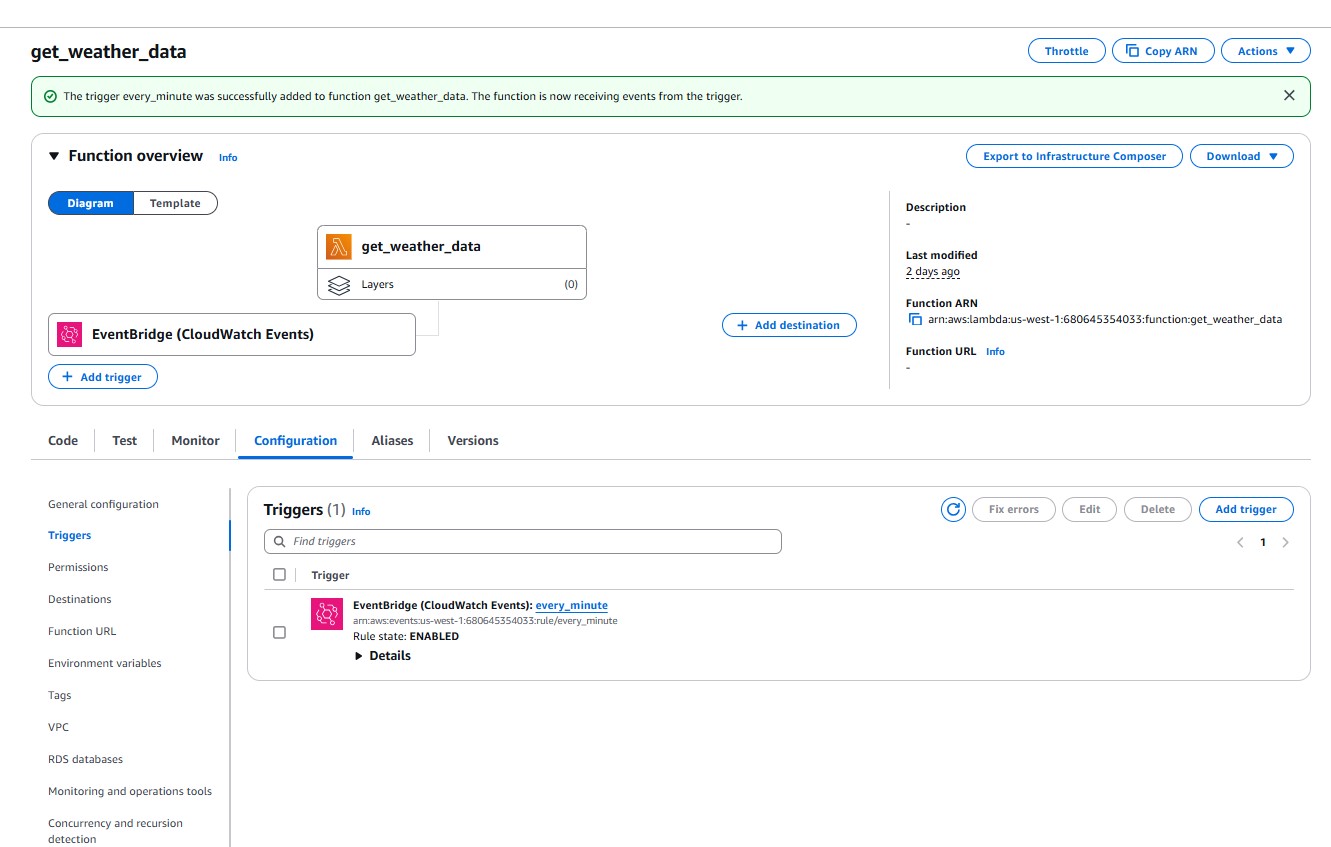 get_weather_data
Throttle
Copy ARN
Actions
The trigger every_minute was successfully added to function get_weather_data. The function is now receiving events from the trigger.
Function overview
Info
Export to Infrastructure Composer
Download
Diagram
Template
get_weather_data
Layers
(0)
EventBridge (CloudWatch Events)
Add trigger
Add destination
Description
-
Last modified
2 days ago
Function ARN
arn:aws:lambda:us-west-1:680645354033:function:get_weather_data
Function URL Info
-
Code
Test
Monitor
Configuration
Aliases
Versions
General configuration
Triggers
Permissions
Destinations
Function URL
Environment variables
Tags
VPC
RDS databases
Monitoring and operations tools
Concurrency and recursion
detection
Triggers (1) Info
Fix errors
Edit
Delete
Add trigger
Find triggers
1
Trigger
EventBridge (CloudWatch Events): every_minute
arn:aws:events:us-west-1:680645354033:rule/every_minute
Rule state: ENABLED
Details